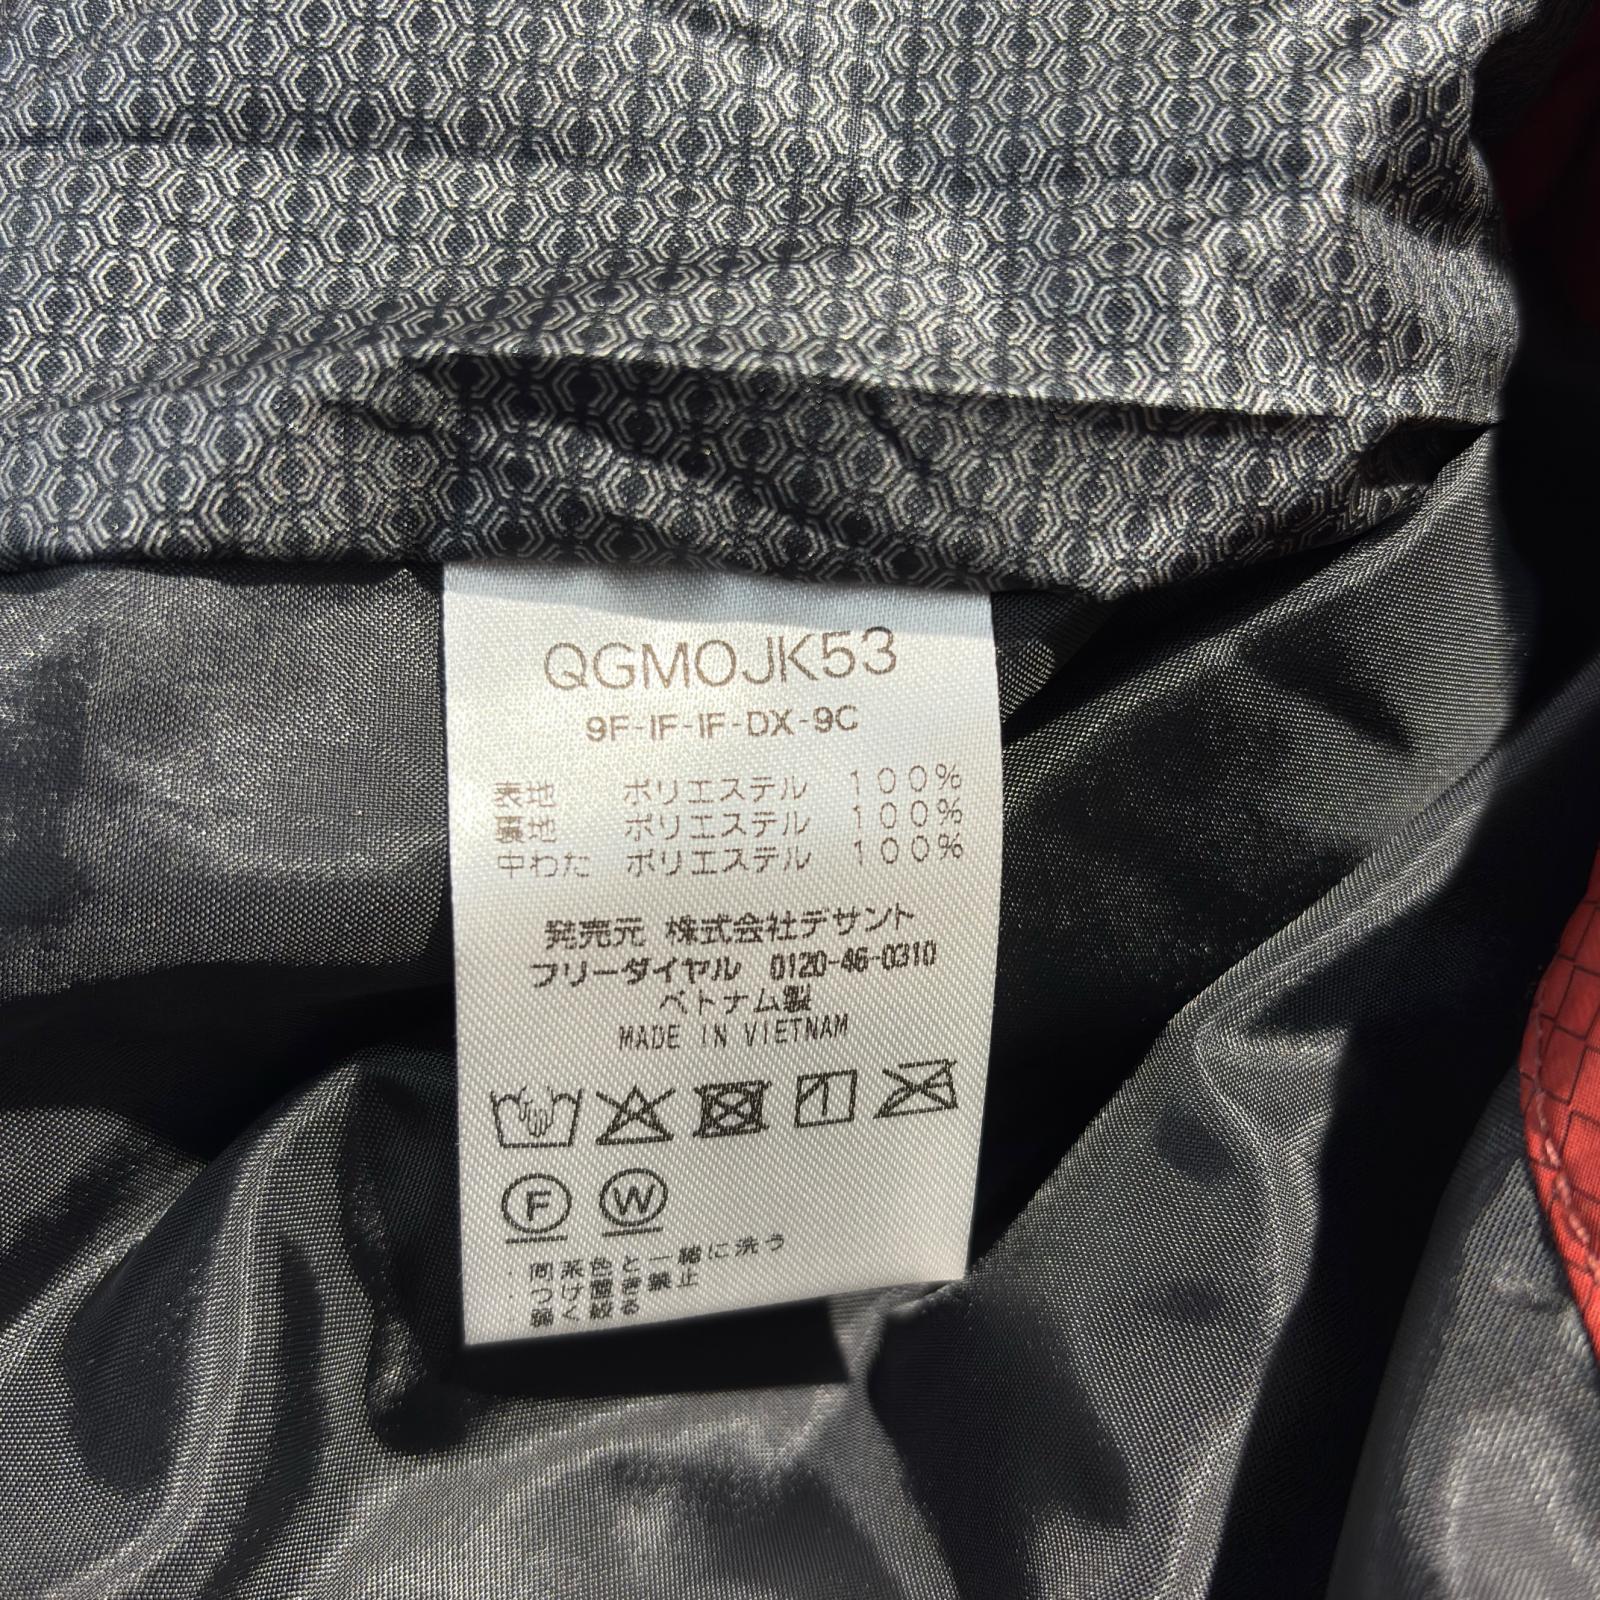 QGMOJK53
9F-IF-IF-DX-9C
表地 ポリエステル 100%
裏地 ポリエステル 100%
中わた ポリエステル 100%
発売元 株式会社デサント
フリーダイヤル 0120-46-0310
ベトナム製
MADE IN VIETNAM
F W
・同系色と一緒に洗う
・つけ置き禁止
・弱く絞る